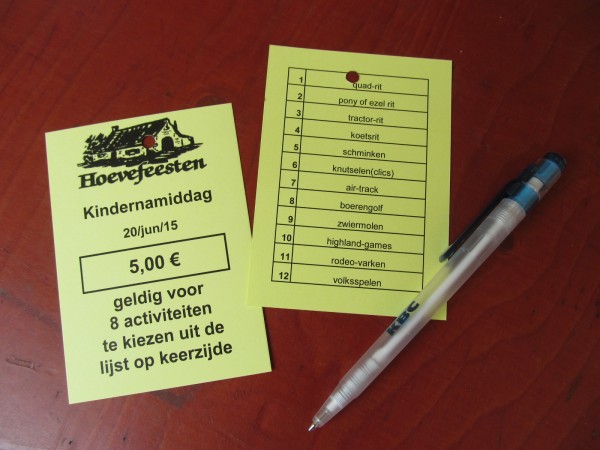 Hoevefeesten
Kindernamiddag
20/jun/15
5,00 €
geldig voor
8 activiteiten
te kiezen uit de
lijst op keerzijde
1 quad-rit
2 pony of ezel rit
3 tractor-rit
4 koetsrit
5 schminken
6 knutselen(clics)
7 air-track
8 boerengolf
9 zwiermolen
10 highland-games
11 rodeo-varken
12 volksspelen
KBC